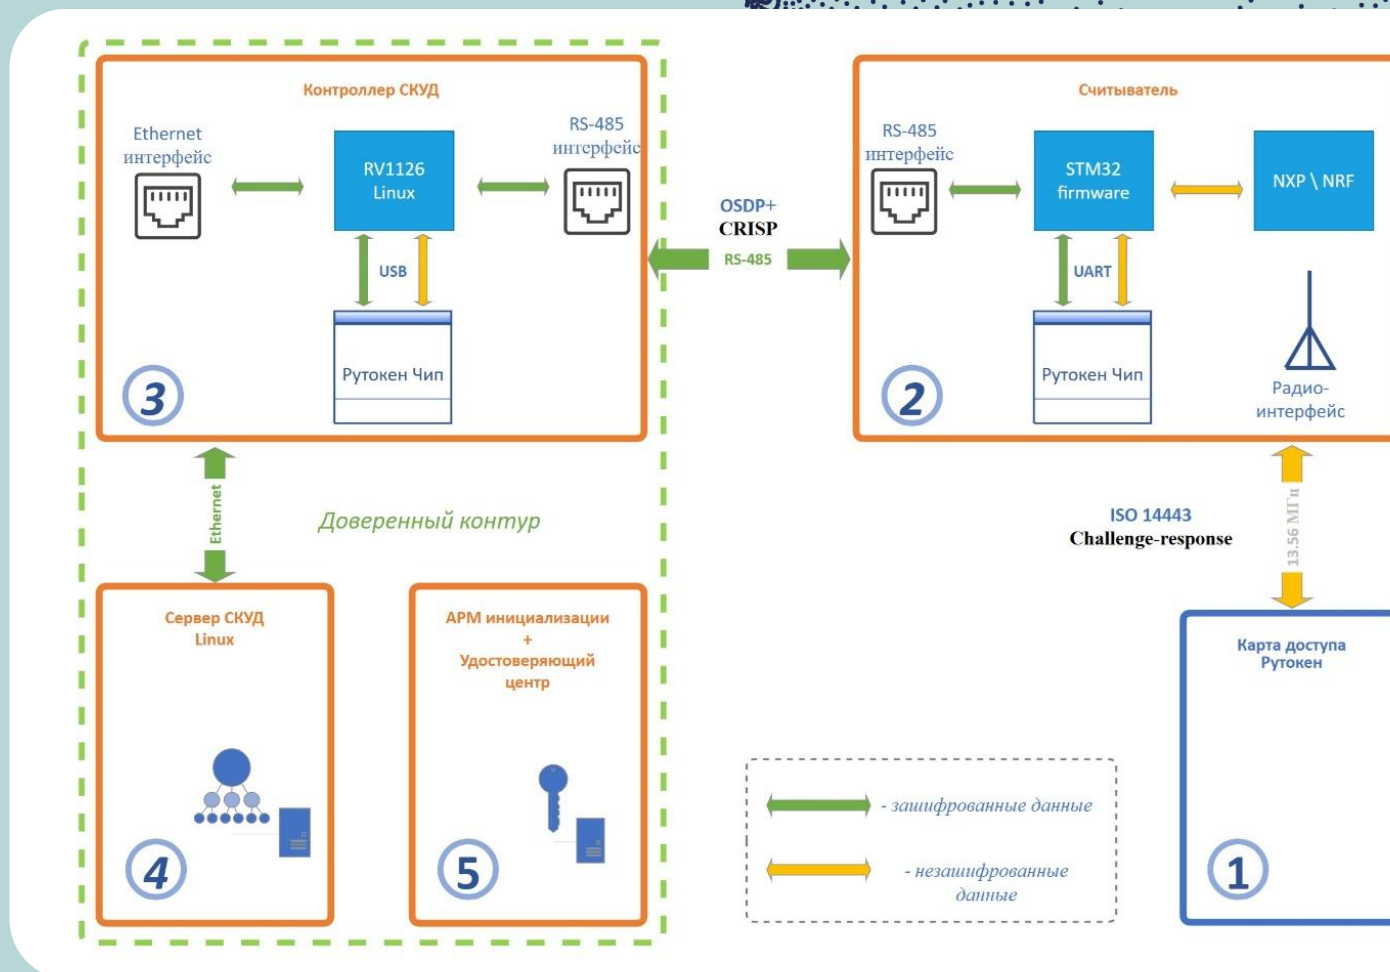 Контроллер СКУД
Ethernet
интерфейс
RV1126
Linux
RS-485
интерфейс
USB
Рутокен Чип
3
OSDP+
CRISP
RS-485
Считыватель
RS-485
интерфейс
STM32
firmware
NXP \ NRF
UART
Рутокен Чип
2
Радио-
интерфейс
Ethernet
Доверенный контур
ISO 14443
Challenge-response
13.56 МГц
Сервер СКУД
Linux
4
АРМ инициализации
+
Удостоверяющий
центр
5
Карта доступа
Рутокен
1
- зашифрованные данные
- незашифрованные
данные